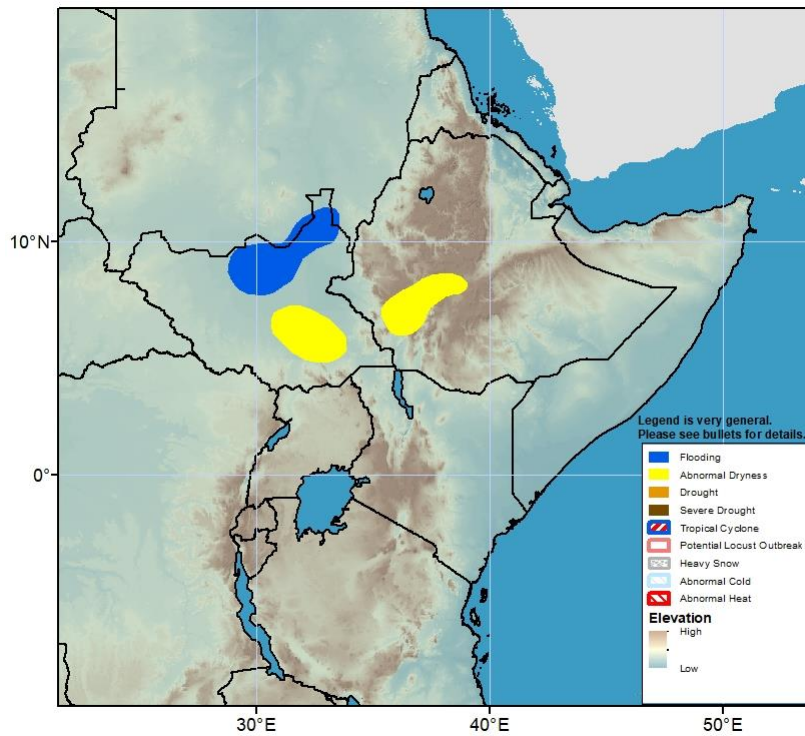 10°N
0°
30°E
40°E
50°E
Legend is very general.
Please see bullets for details.
Flooding
Abnormal Dryness
Drought
Severe Drought
Tropical Cyclone
Potential Locust Outbreak
Heavy Snow
Abnormal Cold
Abnormal Heat
Elevation
High
Low